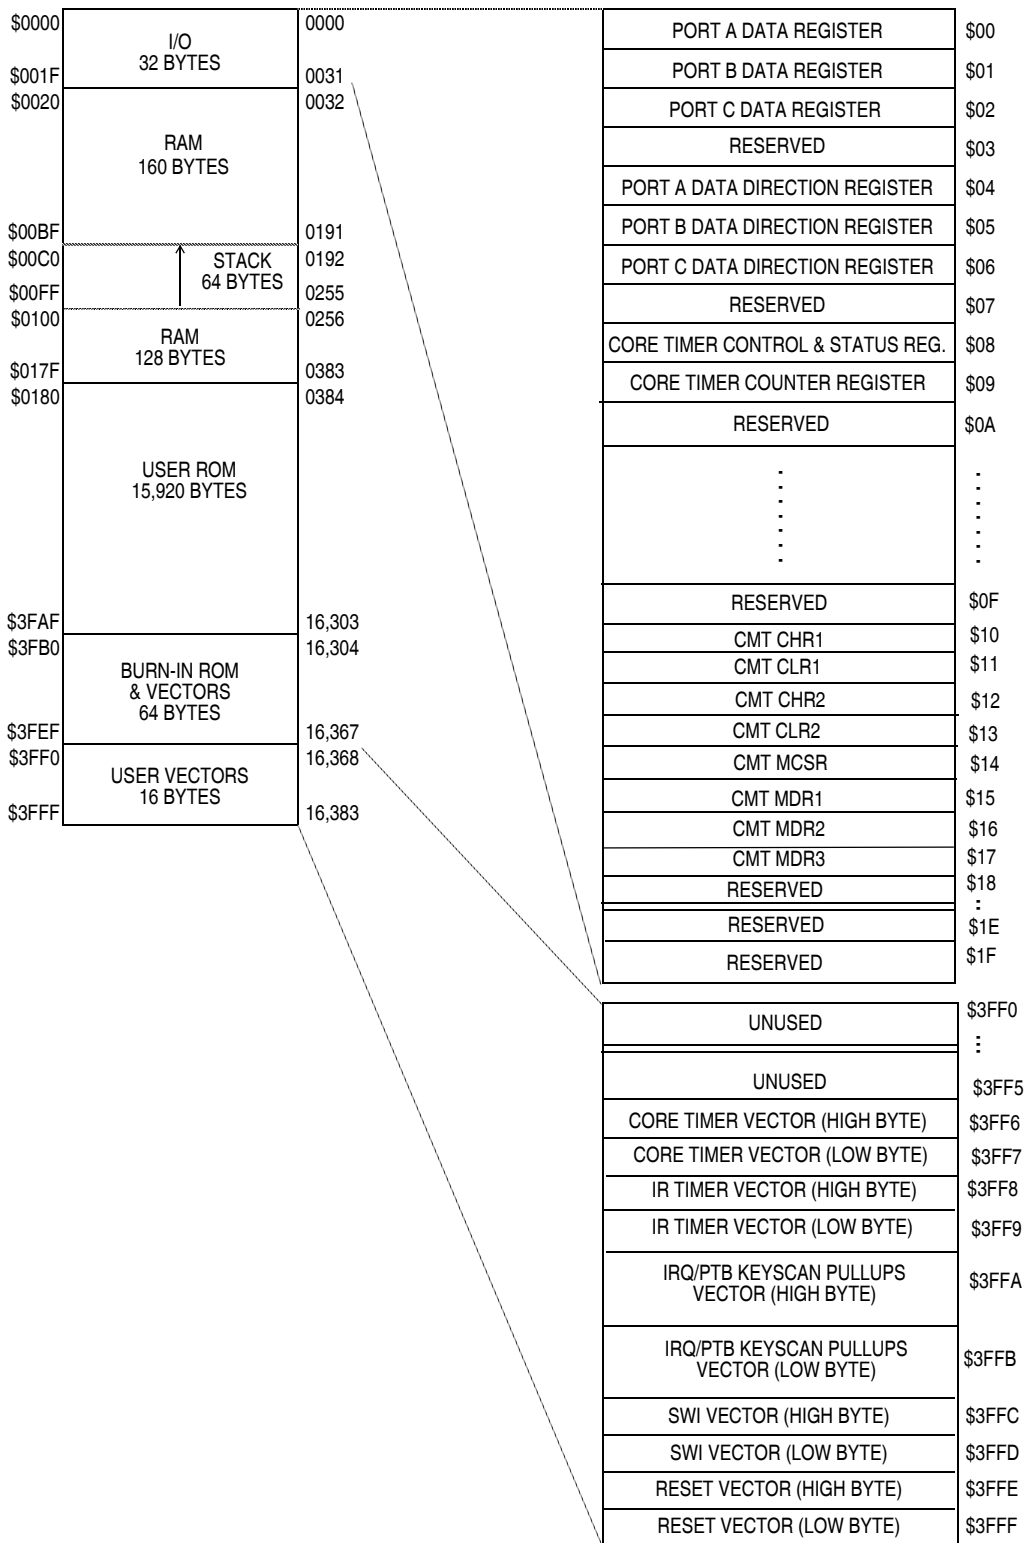 $0000
0000
I/O
32 BYTES
$001F
0031
$0020
0032
RAM
160 BYTES
$00BF
0191
$00C0
0192
STACK
64 BYTES
$00FF
0255
$0100
0256
RAM
128 BYTES
$017F
0383
$0180
0384
USER ROM
15,920 BYTES
$3FAF
16,303
$3FB0
16,304
BURN-IN ROM
& VECTORS
64 BYTES
$3FEF
16,367
$3FF0
16,368
USER VECTORS
16 BYTES
$3FFF
16,383
PORT A DATA REGISTER $00
PORT B DATA REGISTER $01
PORT C DATA REGISTER $02
RESERVED $03
PORT A DATA DIRECTION REGISTER $04
PORT B DATA DIRECTION REGISTER $05
PORT C DATA DIRECTION REGISTER $06
RESERVED $07
CORE TIMER CONTROL & STATUS REG. $08
CORE TIMER COUNTER REGISTER $09
RESERVED $0A
RESERVED $0F
CMT CHR1 $10
CMT CLR1 $11
CMT CHR2 $12
CMT CLR2 $13
CMT MCSR $14
CMT MDR1 $15
CMT MDR2 $16
CMT MDR3 $17
RESERVED $18
RESERVED $1E
RESERVED $1F
UNUSED $3FF0
UNUSED $3FF5
CORE TIMER VECTOR (HIGH BYTE) $3FF6
CORE TIMER VECTOR (LOW BYTE) $3FF7
IR TIMER VECTOR (HIGH BYTE) $3FF8
IR TIMER VECTOR (LOW BYTE) $3FF9
IRQ/PTB KEYSCAN PULLUPS
VECTOR (HIGH BYTE) $3FFA
IRQ/PTB KEYSCAN PULLUPS
VECTOR (LOW BYTE) $3FFB
SWI VECTOR (HIGH BYTE) $3FFC
SWI VECTOR (LOW BYTE) $3FFD
RESET VECTOR (HIGH BYTE) $3FFE
RESET VECTOR (LOW BYTE) $3FFF